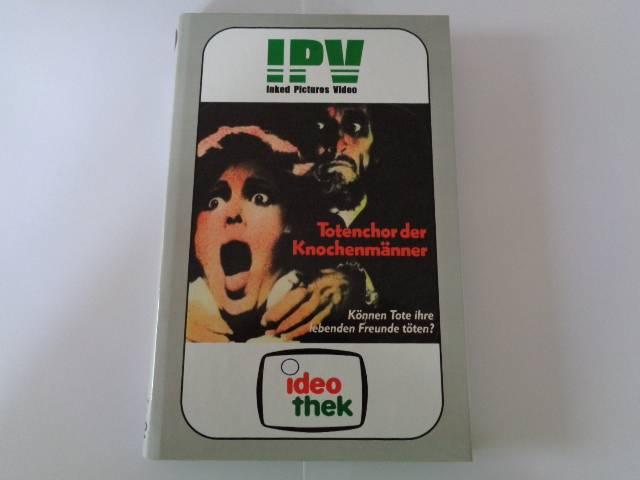 IPV
Inked Pictures Video
Totenchor der
Knochenmänner
Können Tote ihre
lebenden Freunde töten?
ideo
thek